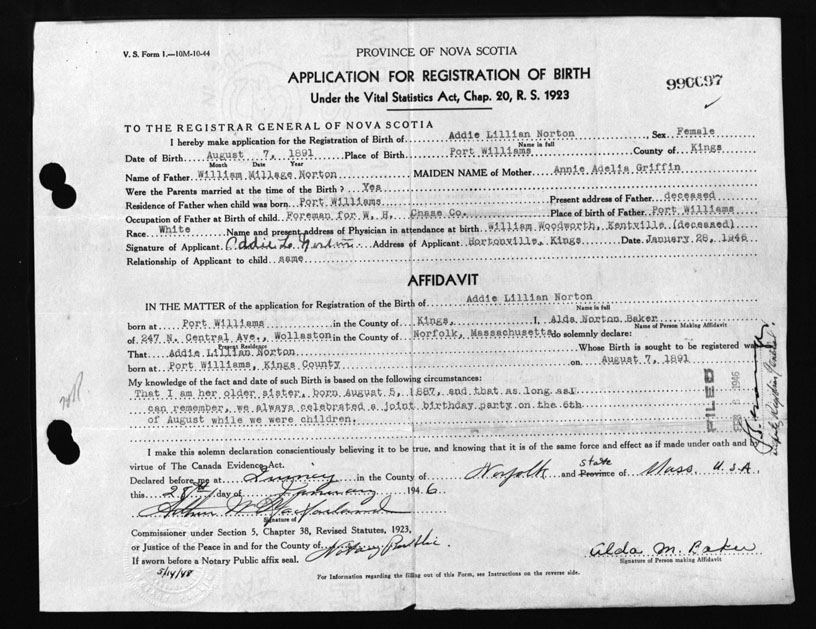 V. S. Form 1.—10M-10-44
PROVINCE OF NOVA SCOTIA
APPLICATION FOR REGISTRATION OF BIRTH
Under the Vital Statistics Act, Chap. 20, R. S. 1923
TO THE REGISTRAR GENERAL OF NOVA SCOTIA
I hereby make application for the Registration of Birth of Addie Lillian Norton, Sex Female
Name in full
Date of Birth August 7, 1891 Place of Birth Port Williams County of Kings
Month Date Year
Name of Father William Millage Norton MAIDEN NAME of Mother Annie Adelia Griffin
Were the Parents married at the time of the Birth? Yes
Residence of Father when child was born Port Williams Present address of Father deceased
Occupation of Father at Birth of child Foreman for W. H. Chase Co. Place of birth of Father Port Williams
Race White Name and present address of Physician in attendance at birth William Woodworth, Kentville (deceased)
Signature of Applicant Addie L. Norton Address of Applicant Hortonville, Kings Date January 28, 1946
Relationship of Applicant to child same
AFFIDAVIT
IN THE MATTER of the application for Registration of the Birth of Addie Lillian Norton
Name in full
born at Port Williams in the County of Kings, I, Alda Norton Baker
Name of Person Making Affidavit
of 247 N. Central Ave., Wollaston in the County of Norfolk, Massachusetts do solemnly declare:
Present Residence
That Addie Lillian Norton Whose Birth is sought to be registered was
born at Port Williams, Kings County on August 7, 1891
My knowledge of the fact and date of such Birth is based on the following circumstances:
That I am her older sister, born August 5, 1887, and that as long as I
can remember, we always celebrated a joint birthday party on the 6th
of August while we were children.
FILED
1946
I make this solemn declaration conscientiously believing it to be true, and knowing that it is of the same force and effect as if made under oath and by
virtue of The Canada Evidence Act.
Declared before me at Quincy in the County of Norfolk and State Province of Mass. U.S.A.
this 28th day of January 1946
Signature of
Commissioner under Section 5, Chapter 38, Revised Statutes, 1923,
or Justice of the Peace in and for the County of Notary Public.
If sworn before a Notary Public affix seal.
5/14/48
Alda M. Baker
Signature of Person making Affidavit
For Information regarding the filling out of this Form, see Instructions on the reverse side.